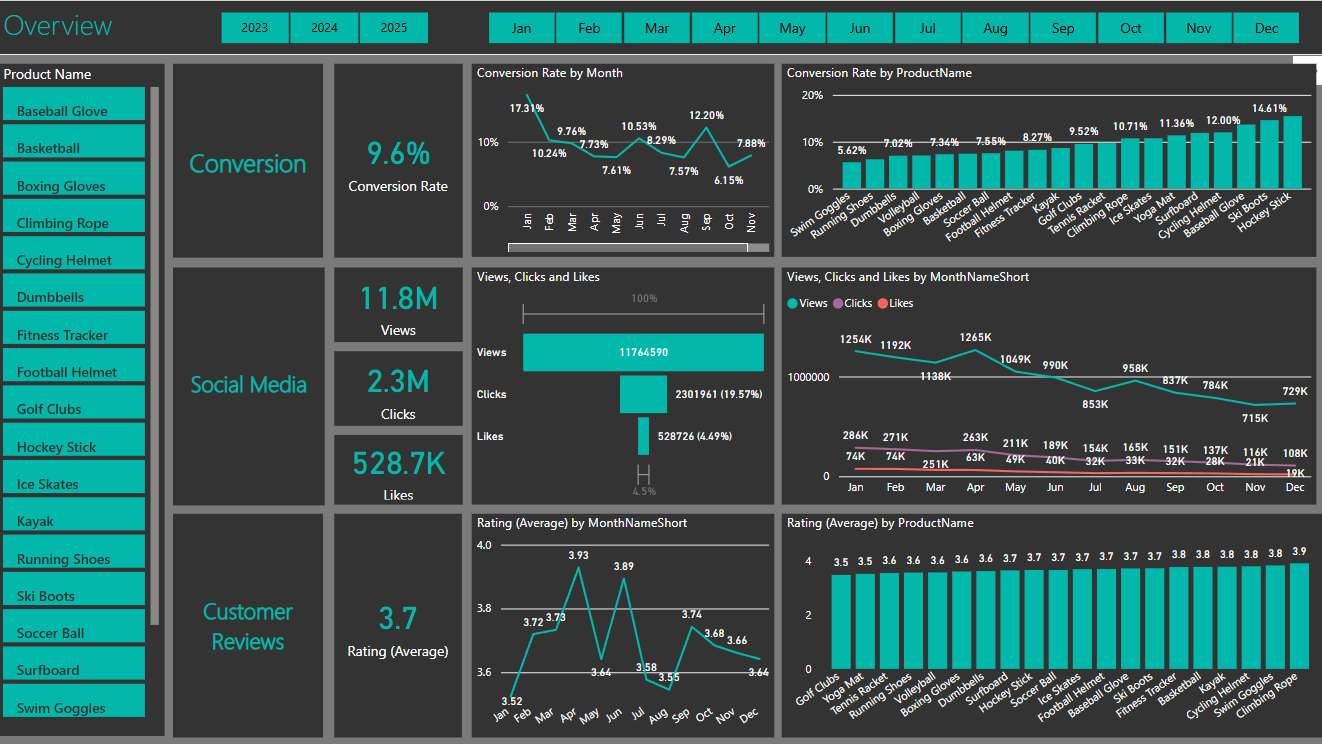 Overview
2023 2024 2025
Jan Feb Mar Apr May Jun Jul Aug Sep Oct Nov Dec
Product Name
Baseball Glove
Basketball
Boxing Gloves
Climbing Rope
Cycling Helmet
Dumbbells
Fitness Tracker
Football Helmet
Golf Clubs
Hockey Stick
Ice Skates
Kayak
Running Shoes
Ski Boots
Soccer Ball
Surfboard
Swim Goggles
Conversion
9.6%
Conversion Rate
Conversion Rate by Month
17.31%
10.24%
9.76%
7.73%
7.61%
10.53%
8.29%
7.57%
12.20%
6.15%
7.88%
10%
0%
Jan Feb Mar Apr May Jun Jul Aug Sep Oct Nov
Conversion Rate by ProductName
20%
10%
0%
5.62% 7.02% 7.34% 7.55% 8.27% 9.52% 10.71% 11.36% 12.00% 14.61%
Swim Goggles
Running Shoes
Dumbbells
Volleyball
Boxing Gloves
Basketball
Soccer Ball
Football Helmet
Fitness Tracker
Kayak
Golf Clubs
Tennis Racket
Climbing Rope
Ice Skates
Yoga Mat
Surfboard
Cycling Helmet
Baseball Glove
Ski Boots
Hockey Stick
Social Media
11.8M
Views
2.3M
Clicks
528.7K
Likes
Views, Clicks and Likes
100%
Views 11764590
Clicks 2301961 (19.57%)
Likes 528726 (4.49%)
4.5%
Views, Clicks and Likes by MonthNameShort
Views Clicks Likes
1254K 1192K 1138K 1265K 1049K 990K 853K 958K 837K 784K 715K 729K
1000000
286K 271K 251K 263K 211K 189K 154K 165K 151K 137K 116K 108K
74K 74K 63K 49K 40K 32K 33K 32K 28K 21K 19K
0
Jan Feb Mar Apr May Jun Jul Aug Sep Oct Nov Dec
Customer
Reviews
3.7
Rating (Average)
Rating (Average) by MonthNameShort
4.0
3.8
3.6
3.52 3.72 3.73 3.93 3.64 3.89 3.58 3.55 3.74 3.68 3.66 3.64
Jan Feb Mar Apr May Jun Jul Aug Sep Oct Nov Dec
Rating (Average) by ProductName
4
2
0
3.5 3.5 3.6 3.6 3.6 3.6 3.6 3.7 3.7 3.7 3.7 3.7 3.7 3.7 3.8 3.8 3.8 3.8 3.8 3.9
Golf Clubs
Yoga Mat
Tennis Racket
Running Shoes
Volleyball
Boxing Gloves
Dumbbells
Surfboard
Hockey Stick
Soccer Ball
Ice Skates
Football Helmet
Baseball Glove
Ski Boots
Fitness Tracker
Basketball
Kayak
Cycling Helmet
Swim Goggles
Climbing Rope